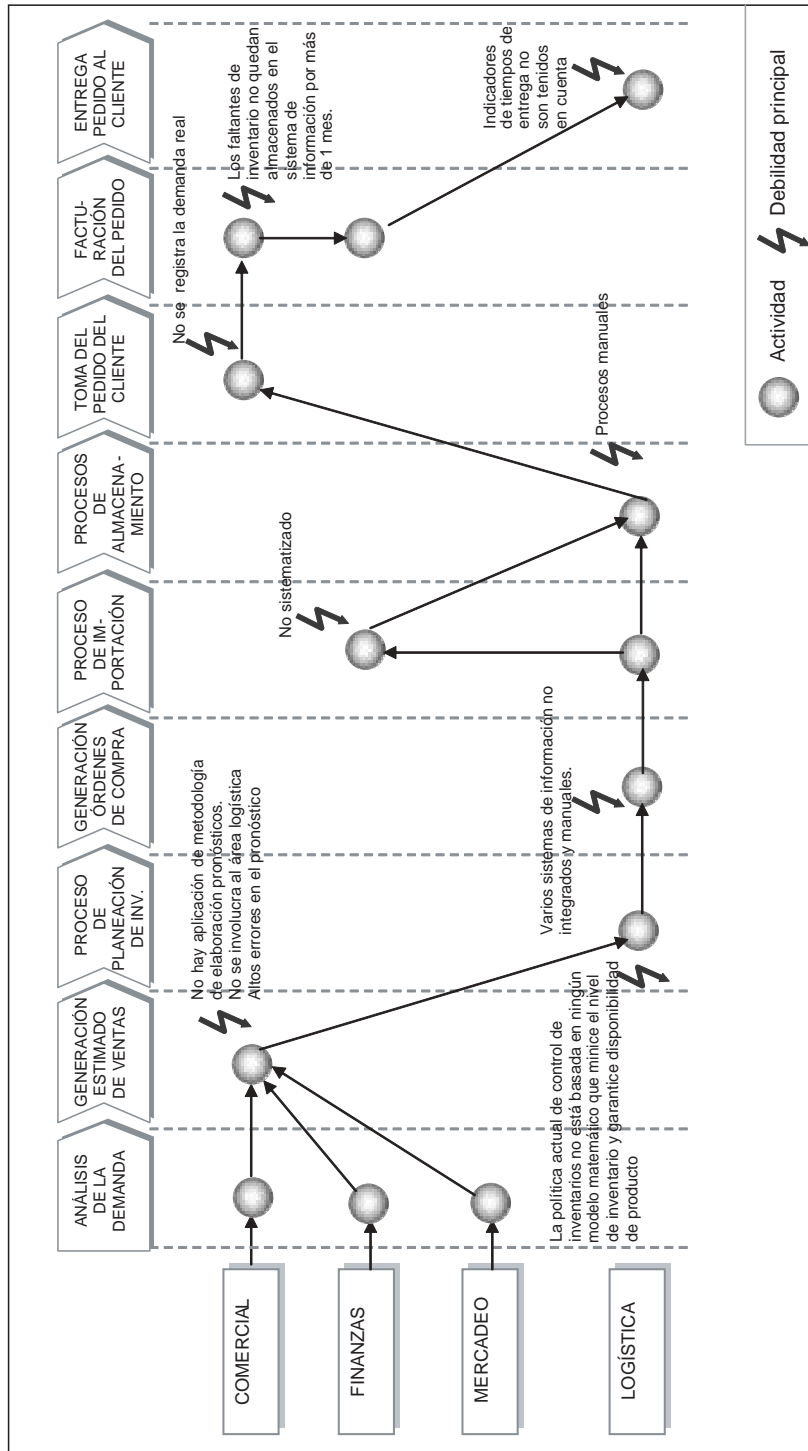 ANÁLISIS
DE LA
DEMANDA
GENERACIÓN
ESTIMADO
DE VENTAS
PROCESO
DE
PLANEACIÓN
DE INV.
GENERACIÓN
ÓRDENES
DE COMPRA
PROCESO
DE IM-
PORTACIÓN
PROCESOS
DE
ALMACENA -
MIENTO
TOMA DEL
PEDIDO DEL
CLIENTE
FACTU-
RACIÓN
DEL PEDIDO
ENTREGA
PEDIDO AL
CLIENTE
COMERCIAL
No hay aplicación de metodología
de elaboración pronósticos.
No se involucra al área logística
Altos errores en el pronóstico
No se registra la demanda real
Los faltantes de
inventario no quedan
almacenados en el
sistema de
información por más
de 1 mes.
FINANZAS
No sistematizado
MERCADEO
Indicadores
de tiempos de
entrega no
son tenidos
en cuenta
LOGÍSTICA
La política actual de control de
inventarios no está basada en ningún
modelo matemático que minice el nivel
de inventario y garantice disponibilidad
de producto
Varios sistemas de información no
integrados y manuales.
Procesos manuales
Actividad
Debilidad principal